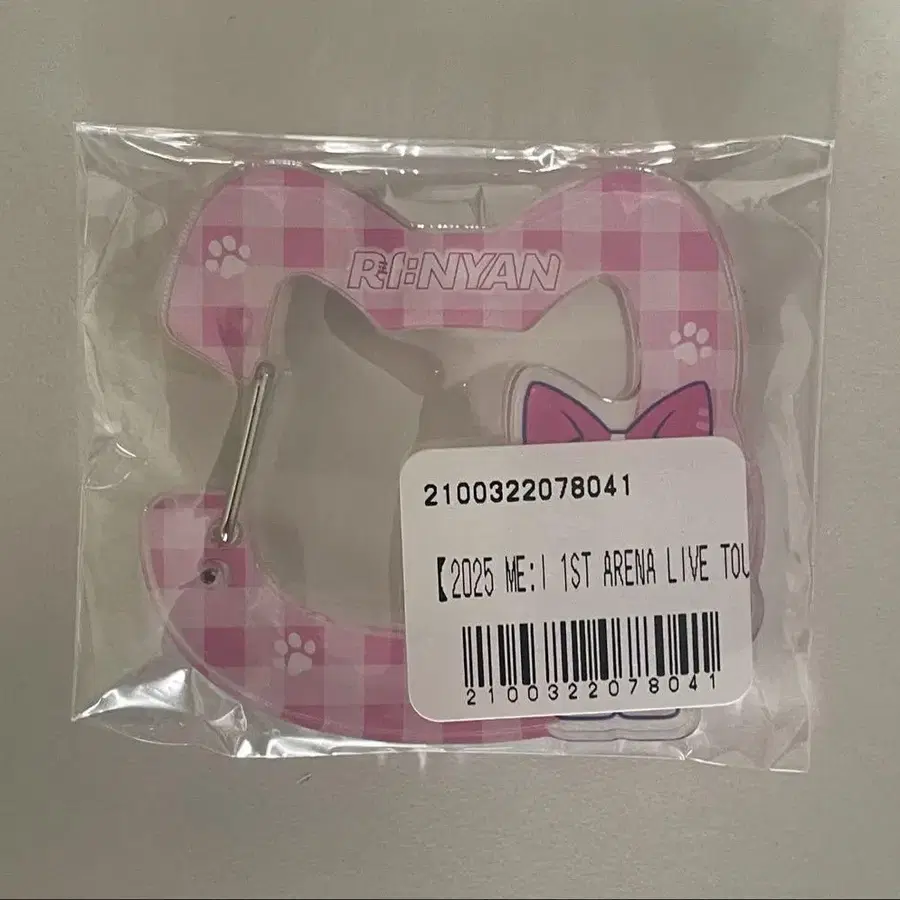 RI:NYAN
2100322078041
【2025 ME:I 1ST ARENA LIVE TOU
2100322078041